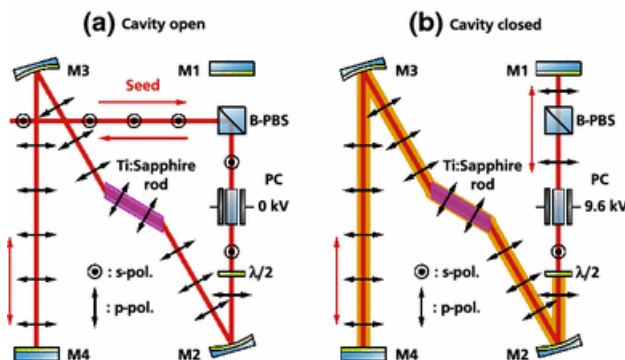 (a) Cavity open
M3
M1
Seed
B-PBS
Ti:Sapphire
rod
PC
0 kV
: s-pol.
λ/2
: p-pol.
M4
M2
(b) Cavity closed
M3
M1
B-PBS
Ti:Sapphire
rod
PC
9.6 kV
: s-pol.
λ/2
: p-pol.
M4
M2